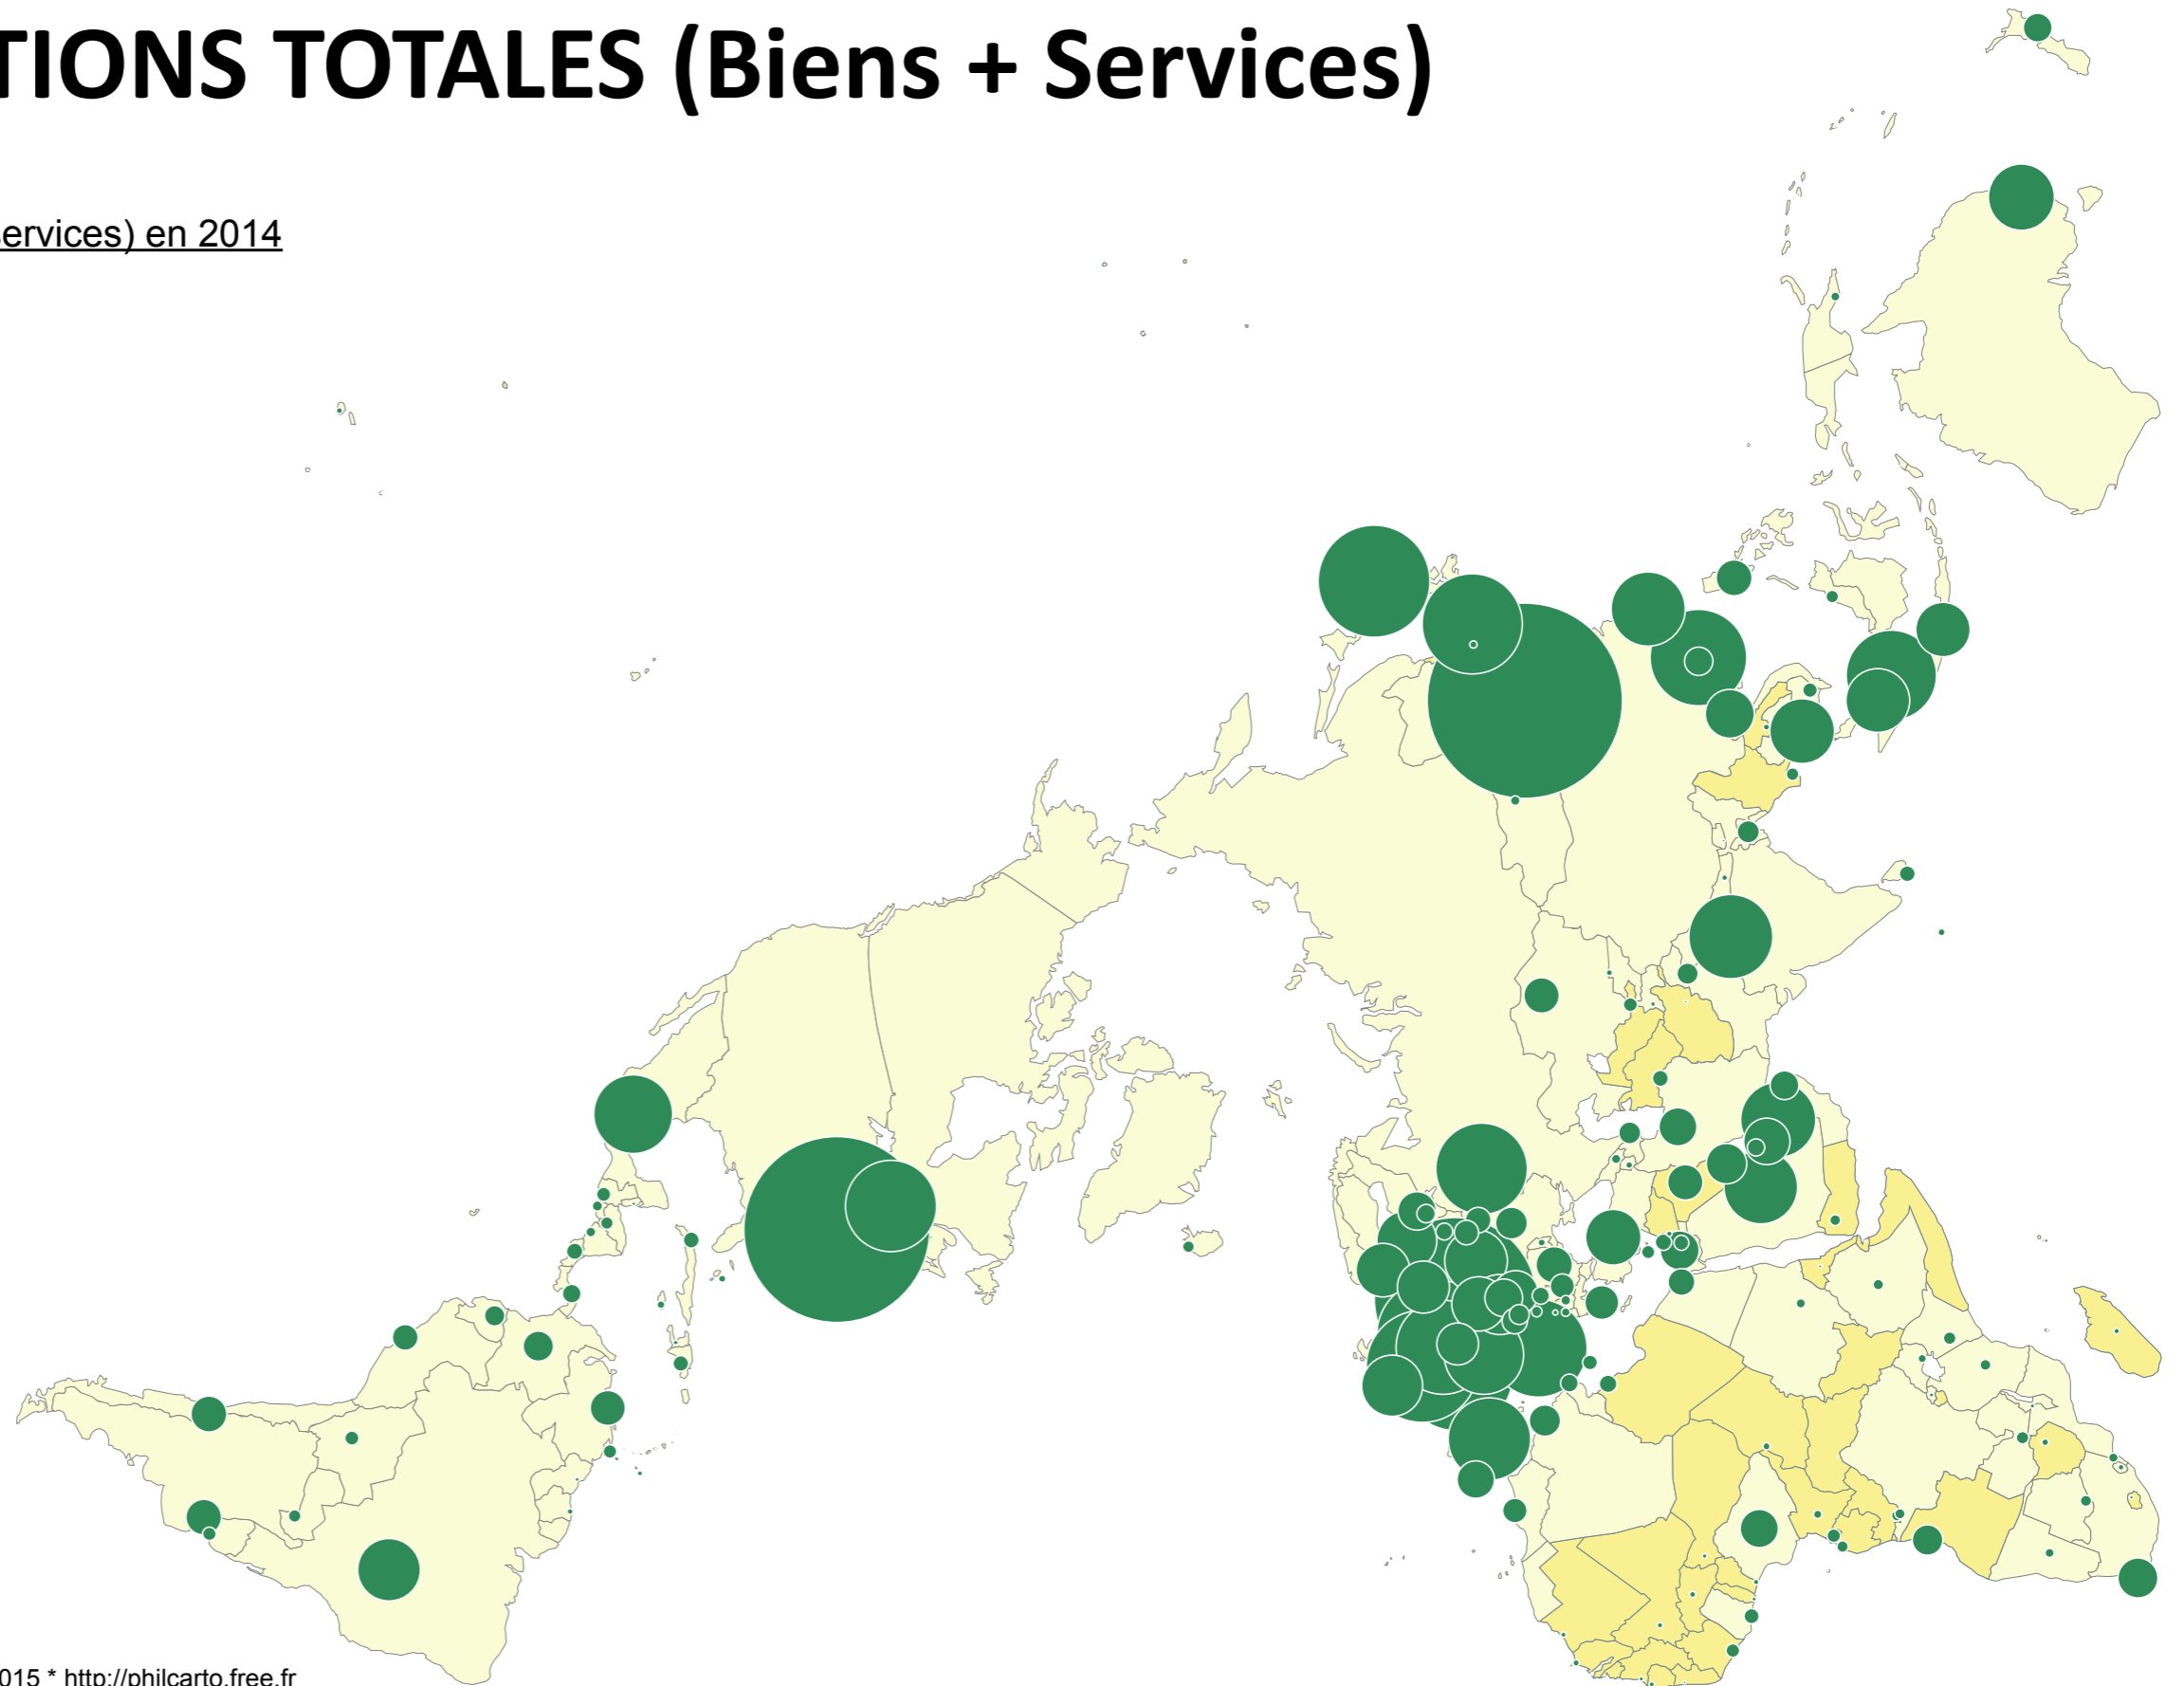 TIONS TOTALES (Biens + Services)
ervices) en 2014
015 * http://philcarto.free.fr